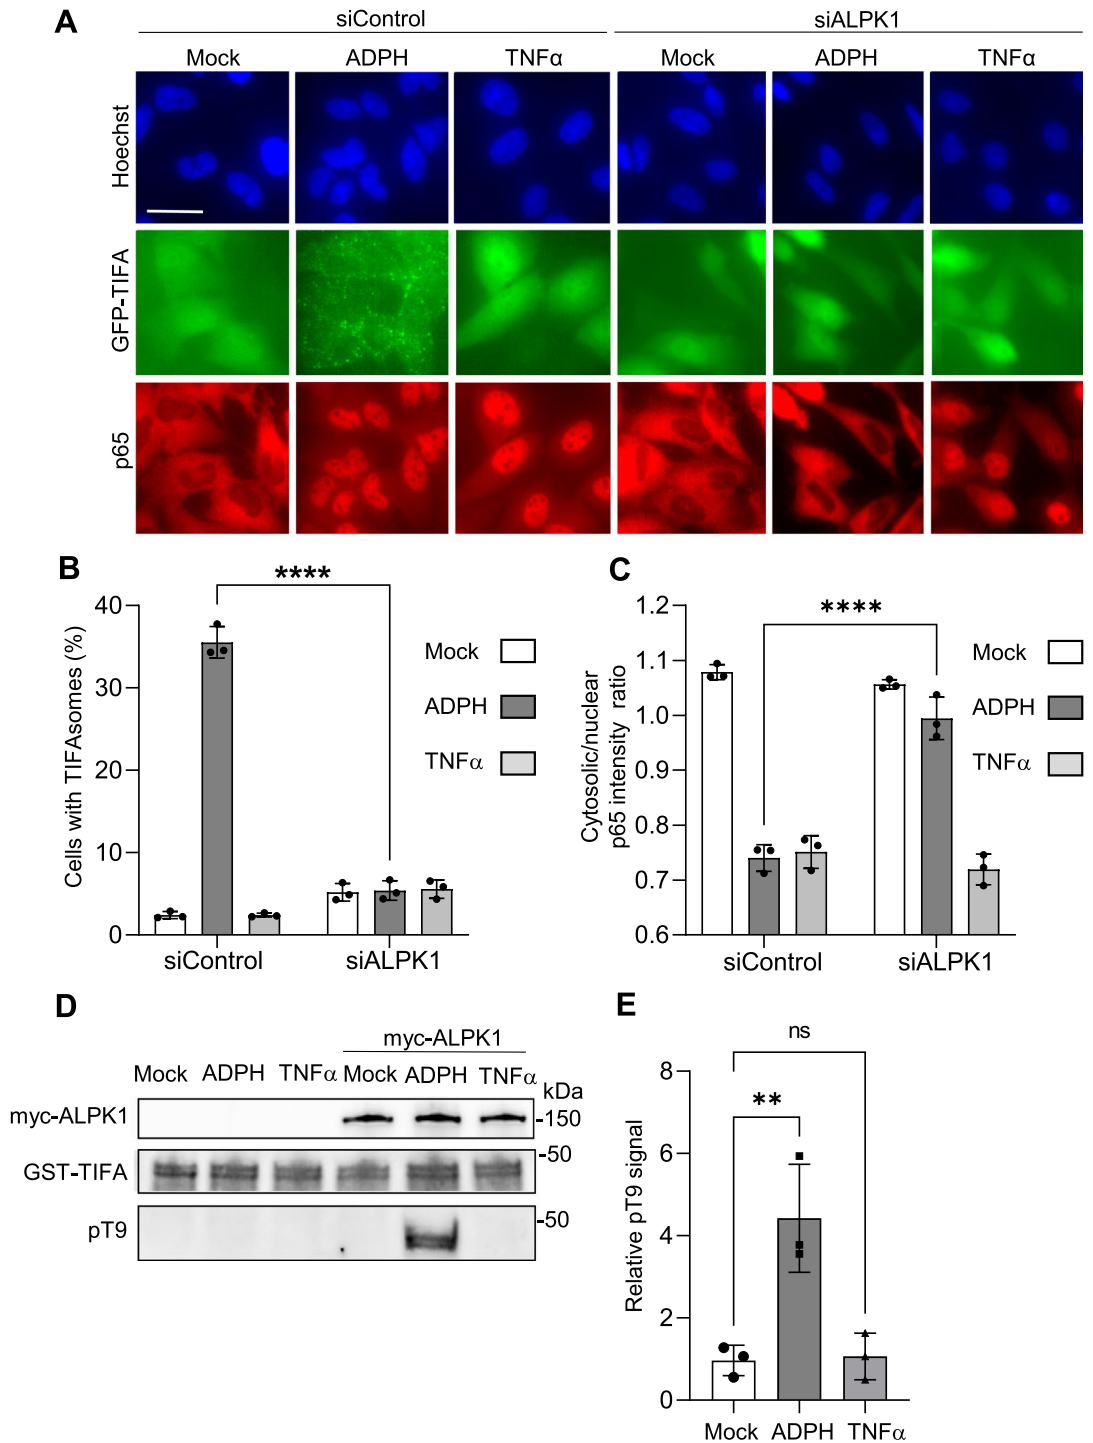 A
siControl
siALPK1
Mock ADPH TNFα Mock ADPH TNFα
Hoechst
GFP-TIFA
p65
B
****
Cells with TIFAsomes (%)
40
30
20
10
0
siControl siALPK1
Mock
ADPH
TNFα
C
****
Cytosolic/nuclear
p65 intensity ratio
1.2
1.1
1.0
0.9
0.8
0.7
0.6
siControl siALPK1
Mock
ADPH
TNFα
D
myc-ALPK1
Mock ADPH TNFα Mock ADPH TNFα
kDa
myc-ALPK1
-150
GST-TIFA
-50
pT9
-50
E
ns
**
Relative pT9 signal
8
6
4
2
0
Mock ADPH TNFα